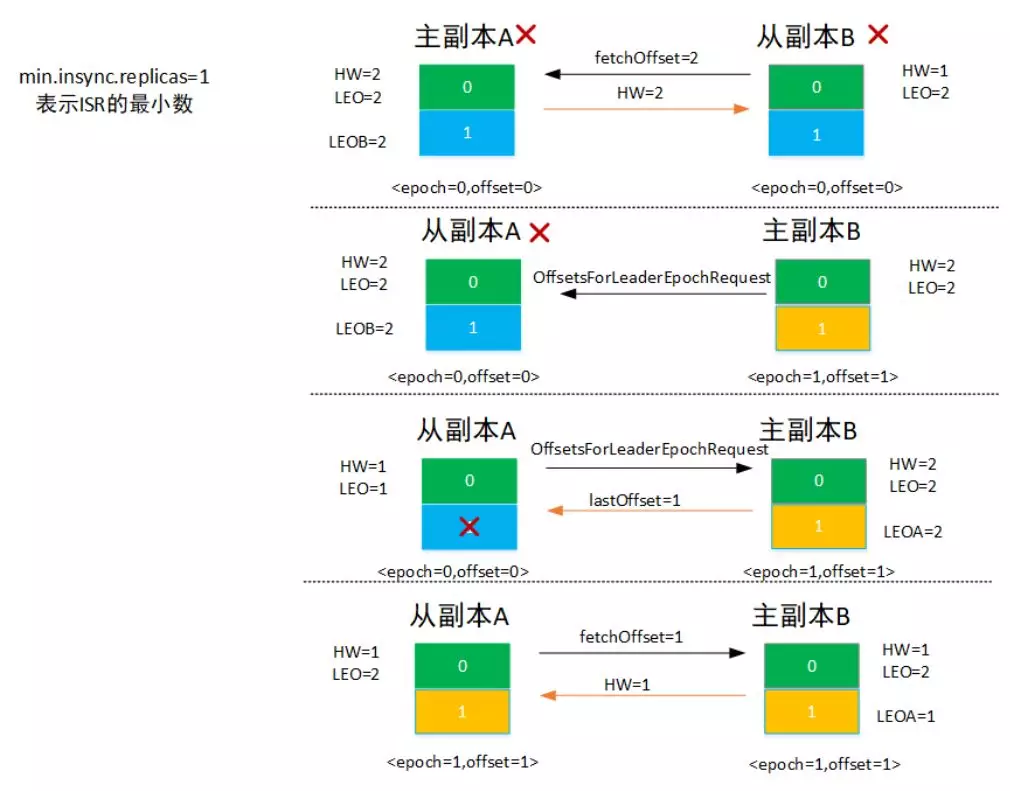 min.insync.replicas=1
表示ISR的最小数
主副本A
从副本B
HW=2
LEO=2
LEOB=2
0
1
fetchOffset=2
HW=2
0
1
HW=1
LEO=2
<epoch=0,offset=0>
<epoch=0,offset=0>
从副本A
主副本B
HW=2
LEO=2
LEOB=2
0
1
OffsetsForLeaderEpochRequest
0
1
HW=2
LEO=2
<epoch=0,offset=0>
<epoch=1,offset=1>
从副本A
主副本B
HW=1
LEO=1
0
OffsetsForLeaderEpochRequest
lastOffset=1
0
1
HW=2
LEO=2
LEOA=2
<epoch=0,offset=0>
<epoch=1,offset=1>
从副本A
主副本B
HW=1
LEO=2
0
1
fetchOffset=1
HW=1
0
1
HW=1
LEO=2
LEOA=1
<epoch=1,offset=1>
<epoch=1,offset=1>